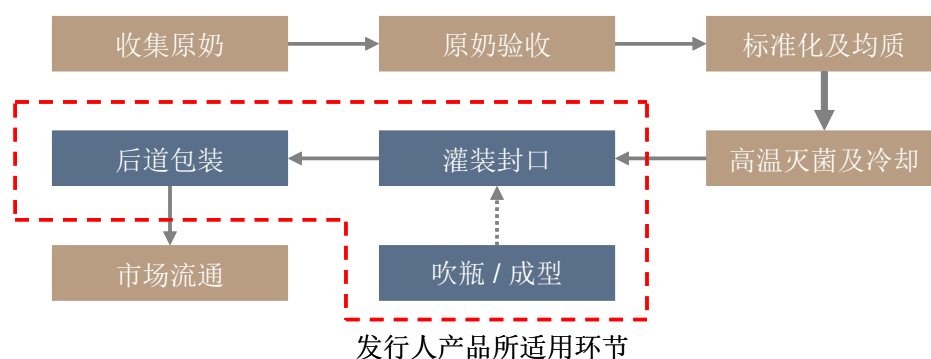 收集原奶
原奶验收
标准化及均质
后道包装
灌装封口
高温灭菌及冷却
市场流通
吹瓶 / 成型
发行人产品所适用环节